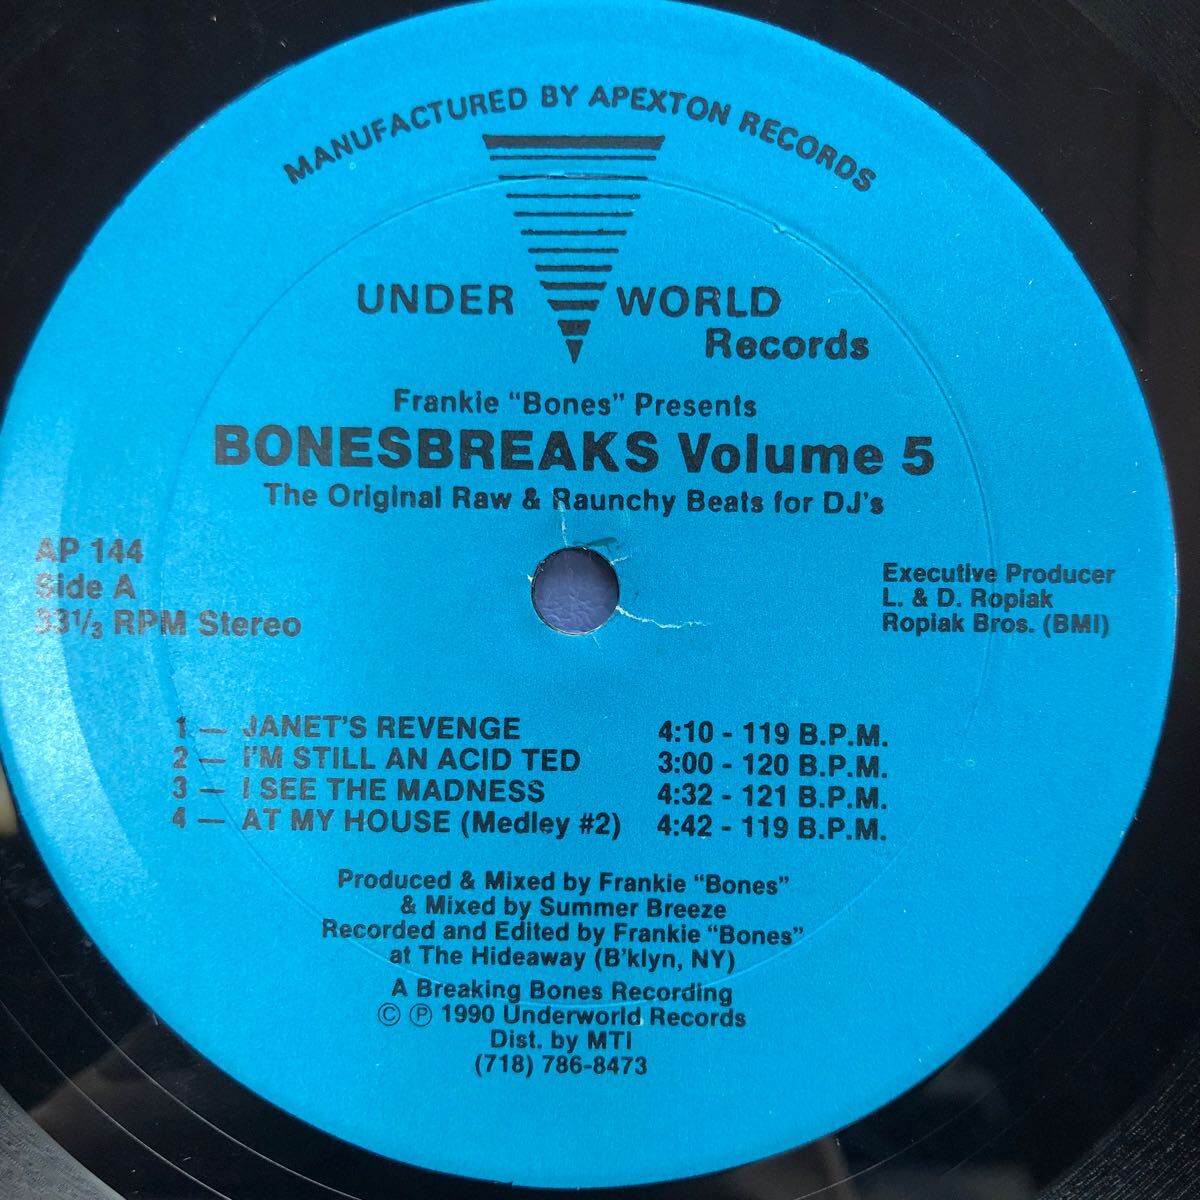 MANUFACTURED BY APEXTON RECORDS
UNDER WORLD
Records
Frankie “Bones” Presents
BONESBREAKS Volume 5
The Original Raw & Raunchy Beats for DJ's
AP 144
Side A
33 1/3 RPM Stereo
Executive Producer
L. & D. Ropiak
Ropiak Bros. (BMI)
1 — JANET'S REVENGE 4:10 - 119 B.P.M.
2 — I'M STILL AN ACID TED 3:00 - 120 B.P.M.
3 — I SEE THE MADNESS 4:32 - 121 B.P.M.
4 — AT MY HOUSE (Medley #2) 4:42 - 119 B.P.M.
Produced & Mixed by Frankie “Bones”
& Mixed by Summer Breeze
Recorded and Edited by Frankie “Bones”
at The Hideaway (B'klyn, NY)
A Breaking Bones Recording
© ℗ 1990 Underworld Records
Dist. by MTI
(718) 786-8473